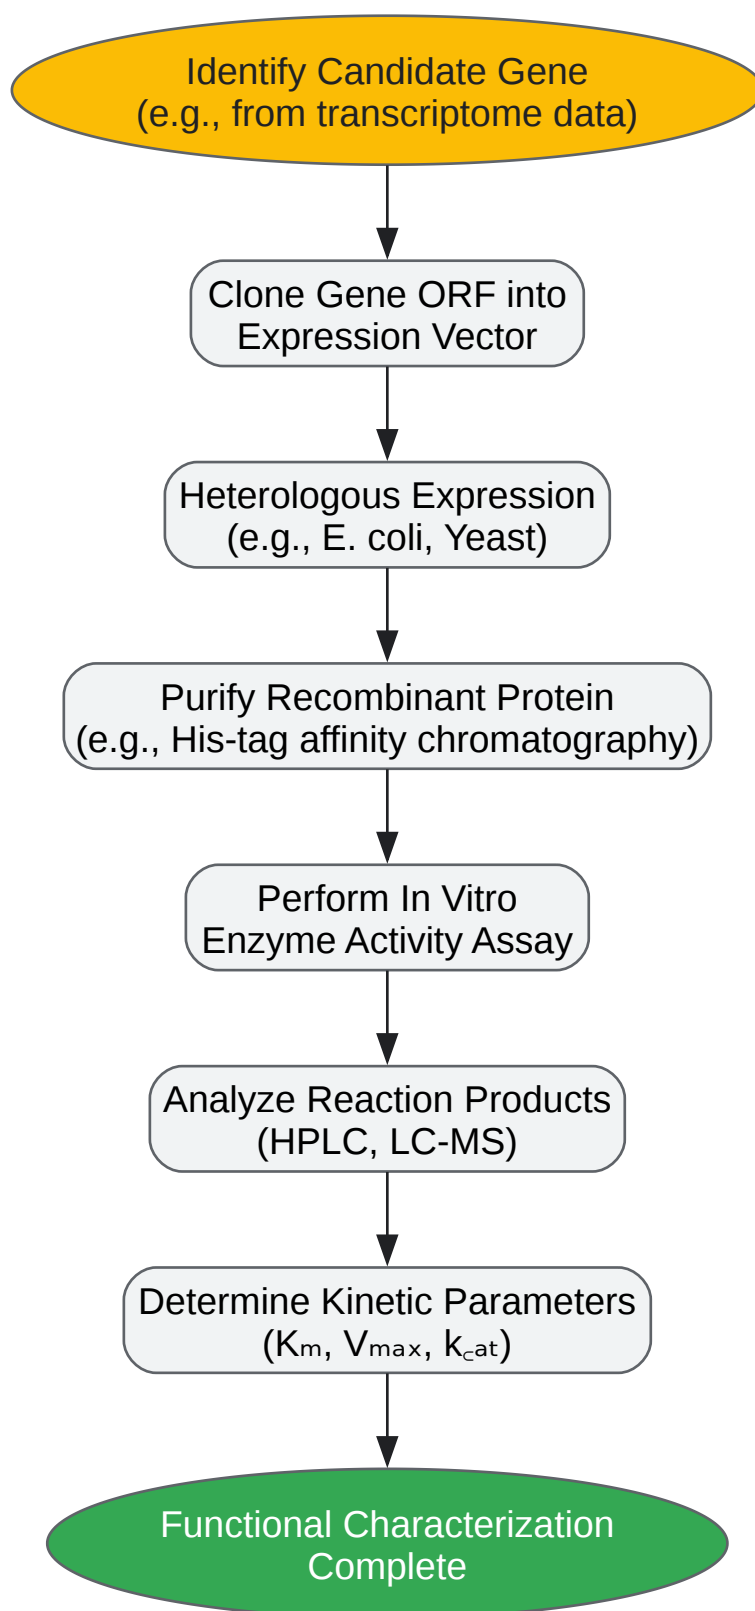 Identify Candidate Gene
(e.g., from transcriptome data)
Clone Gene ORF into
Expression Vector
Heterologous Expression
(e.g., E. coli, Yeast)
Purify Recombinant Protein
(e.g., His-tag affinity chromatography)
Perform In Vitro
Enzyme Activity Assay
Analyze Reaction Products
(HPLC, LC-MS)
Determine Kinetic Parameters
(Kₘ, Vₘₐₓ, k꜀ₐₜ)
Functional Characterization
Complete